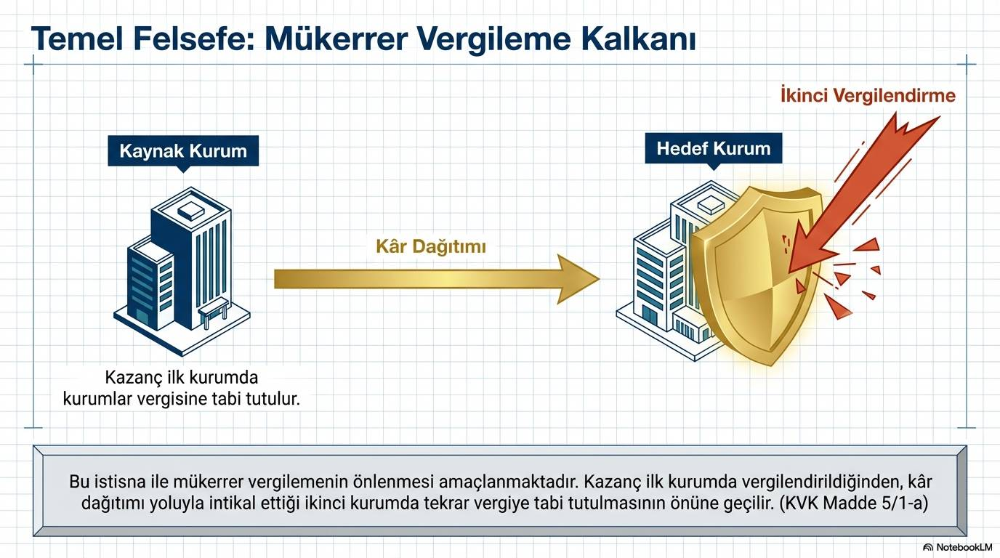 Temel Felsefe: Mükerrer Vergileme Kalkanı
İkinci Vergilendirme
Kaynak Kurum
Hedef Kurum
Kâr Dağıtımı
Kazanç ilk kurumda
kurumlar vergisine tabi tutulur.
Bu istisna ile mükerrer vergilemenin önlenmesi amaçlanmaktadır. Kazanç ilk kurumda vergilendirildiğinden, kâr
dağıtımı yoluyla intikal ettiği ikinci kurumda tekrar vergiye tabi tutulmasının önüne geçilir. (KVK Madde 5/1-a)
NotebookLM